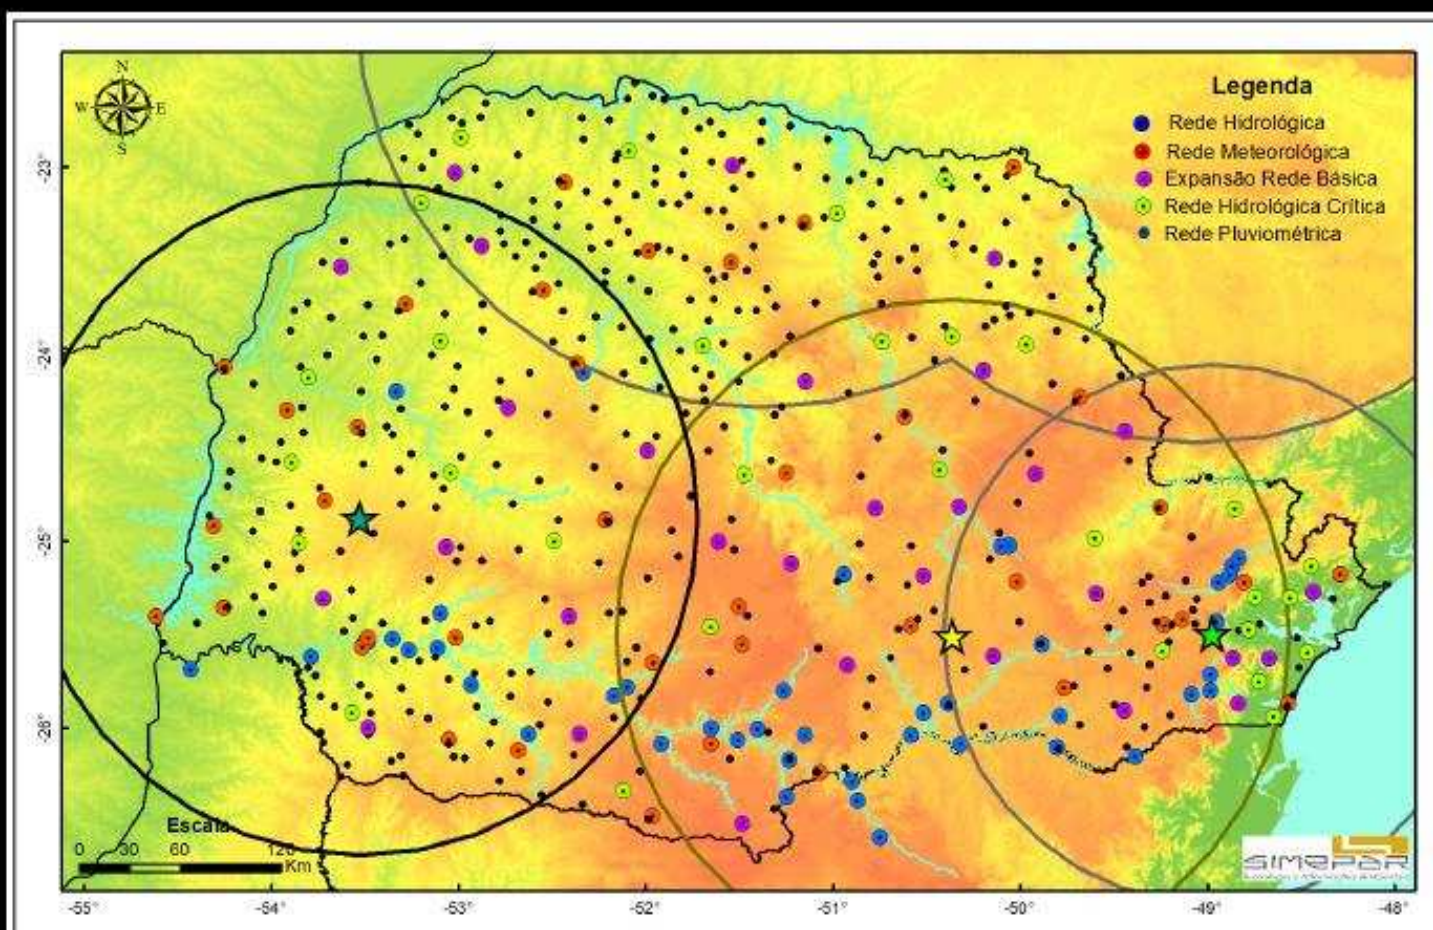 N
W E
S
Legenda
Rede Hidrológica
Rede Meteorológica
Expansão Rede Básica
Rede Hidrológica Crítica
Rede Pluviométrica
-23°
-24°
-25°
-26°
Escala
0 30 60 120
Km
SIMEPAR
-55° -54° -53° -52° -51° -50° -49° -48°